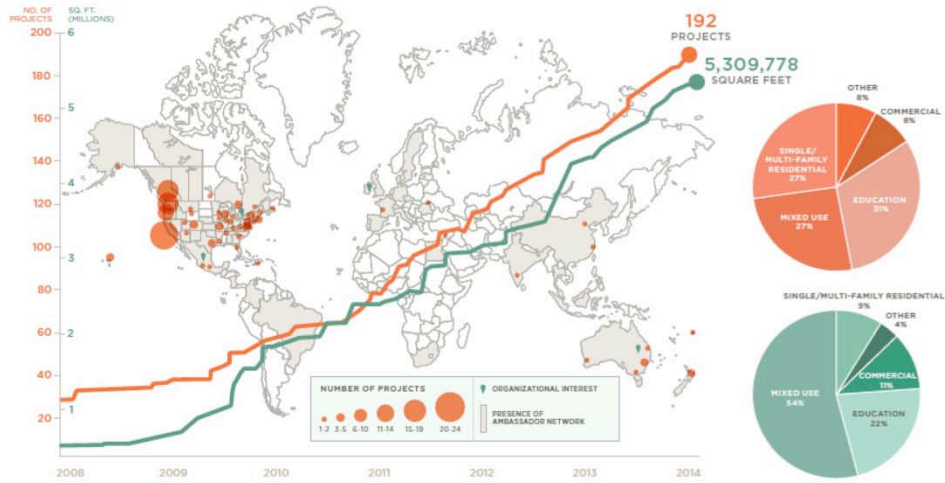 NO. OF
PROJECTS
SQ. FT.
(MILLIONS)
200
180
160
140
120
100
80
60
40
20
6
5
4
3
2
1
192
PROJECTS
5,309,778
SQUARE FEET
2008
2009
2010
2011
2012
2013
2014
NUMBER OF PROJECTS
1-2
3-5
6-10
11-14
15-19
20-24
ORGANIZATIONAL INTEREST
PRESENCE OF
AMBASSADOR NETWORK
OTHER
8%
COMMERCIAL
8%
SINGLE/
MULTI-FAMILY
RESIDENTIAL
27%
EDUCATION
31%
MIXED USE
27%
SINGLE/MULTI-FAMILY RESIDENTIAL
9%
OTHER
4%
COMMERCIAL
11%
MIXED USE
54%
EDUCATION
22%